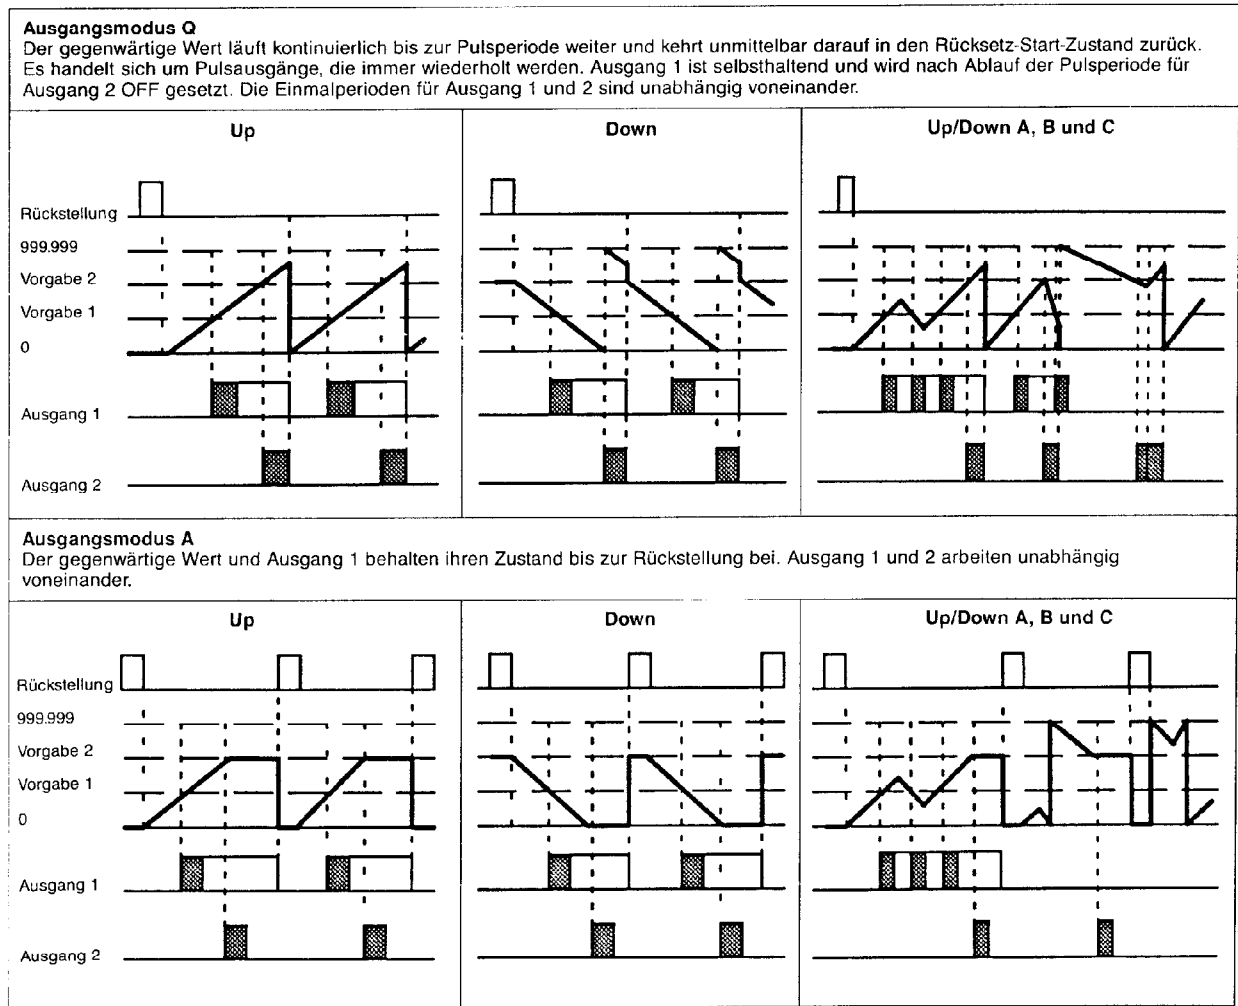 Ausgangsmodus Q
Der gegenwärtige Wert läuft kontinuierlich bis zur Pulsperiode weiter und kehrt unmittelbar darauf in den Rücksetz-Start-Zustand zurück.
Es handelt sich um Pulsausgänge, die immer wiederholt werden. Ausgang 1 ist selbsthaltend und wird nach Ablauf der Pulsperiode für
Ausgang 2 OFF gesetzt. Die Einmalperioden für Ausgang 1 und 2 sind unabhängig voneinander.
Up
Down
Up/Down A, B und C
Rückstellung
999.999
Vorgabe 2
Vorgabe 1
0
Ausgang 1
Ausgang 2
Ausgangsmodus A
Der gegenwärtige Wert und Ausgang 1 behalten ihren Zustand bis zur Rückstellung bei. Ausgang 1 und 2 arbeiten unabhängig
voneinander.
Up
Down
Up/Down A, B und C
Rückstellung
999.999
Vorgabe 2
Vorgabe 1
0
Ausgang 1
Ausgang 2